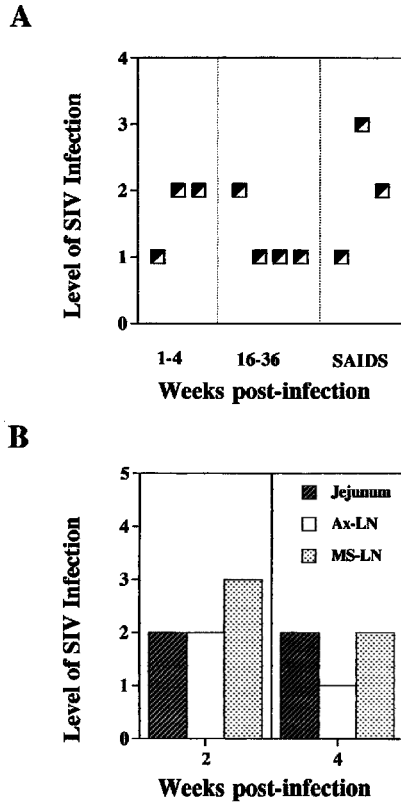 A
Level of SIV Infection
4
3
2
1
0
1-4 16-36 SAIDS
Weeks post-infection
B
Level of SIV Infection
5
4
3
2
1
0
Jejunum
Ax-LN
MS-LN
2 4
Weeks post-infection